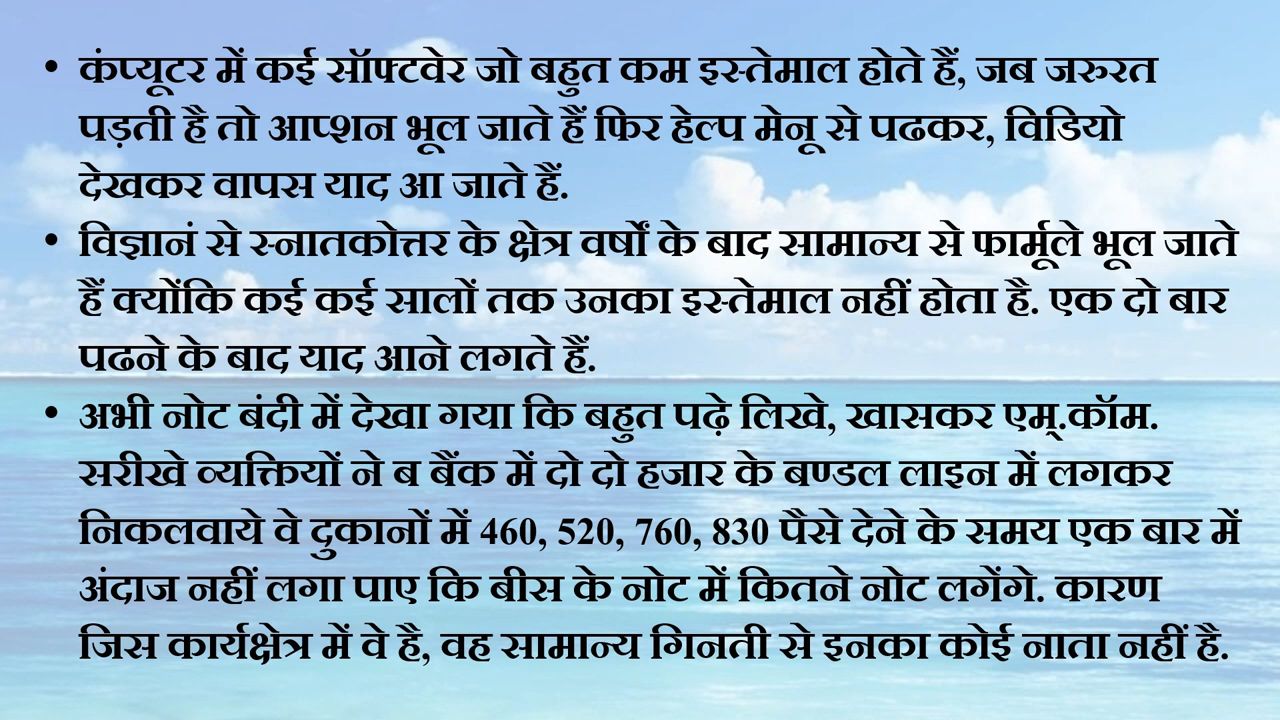 • कंप्यूटर में कई सॉफ्टवेर जो बहुत कम इस्तेमाल होते हैं, जब जरुरत
पड़ती है तो आप्शन भूल जाते हैं फिर हेल्प मेनू से पढकर, विडियो
देखकर वापस याद आ जाते हैं.
• विज्ञानं से स्नातकोत्तर के क्षेत्र वर्षों के बाद सामान्य से फार्मूले भूल जाते
हैं क्योंकि कई कई सालों तक उनका इस्तेमाल नहीं होता है. एक दो बार
पढने के बाद याद आने लगते हैं.
• अभी नोट बंदी में देखा गया कि बहुत पढ़े लिखे, खासकर एम्.कॉम.
सरीखे व्यक्तियों ने ब बैंक में दो दो हजार के बण्डल लाइन में लगकर
निकलवाये वे दुकानों में 460, 520, 760, 830 पैसे देने के समय एक बार में
अंदाज नहीं लगा पाए कि बीस के नोट में कितने नोट लगेंगे. कारण
जिस कार्यक्षेत्र में वे है, वह सामान्य गिनती से इनका कोई नाता नहीं है.